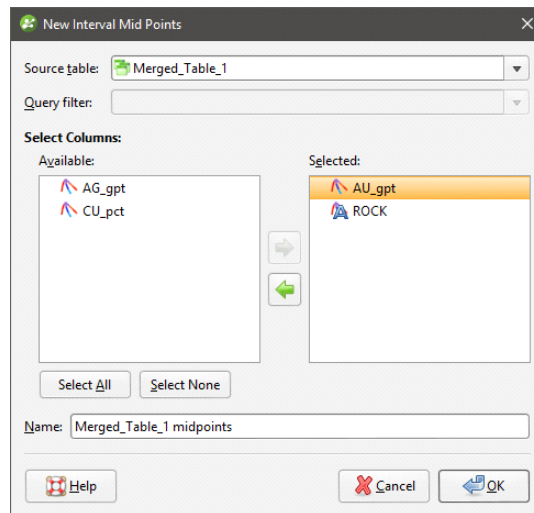 New Interval Mid Points
Source table: Merged_Table_1
Query filter:
Select Columns:
Available: Selected:
AG_gpt AU_gpt
CU_pct ROCK
Select All Select None
Name: Merged_Table_1 midpoints
Help Cancel OK